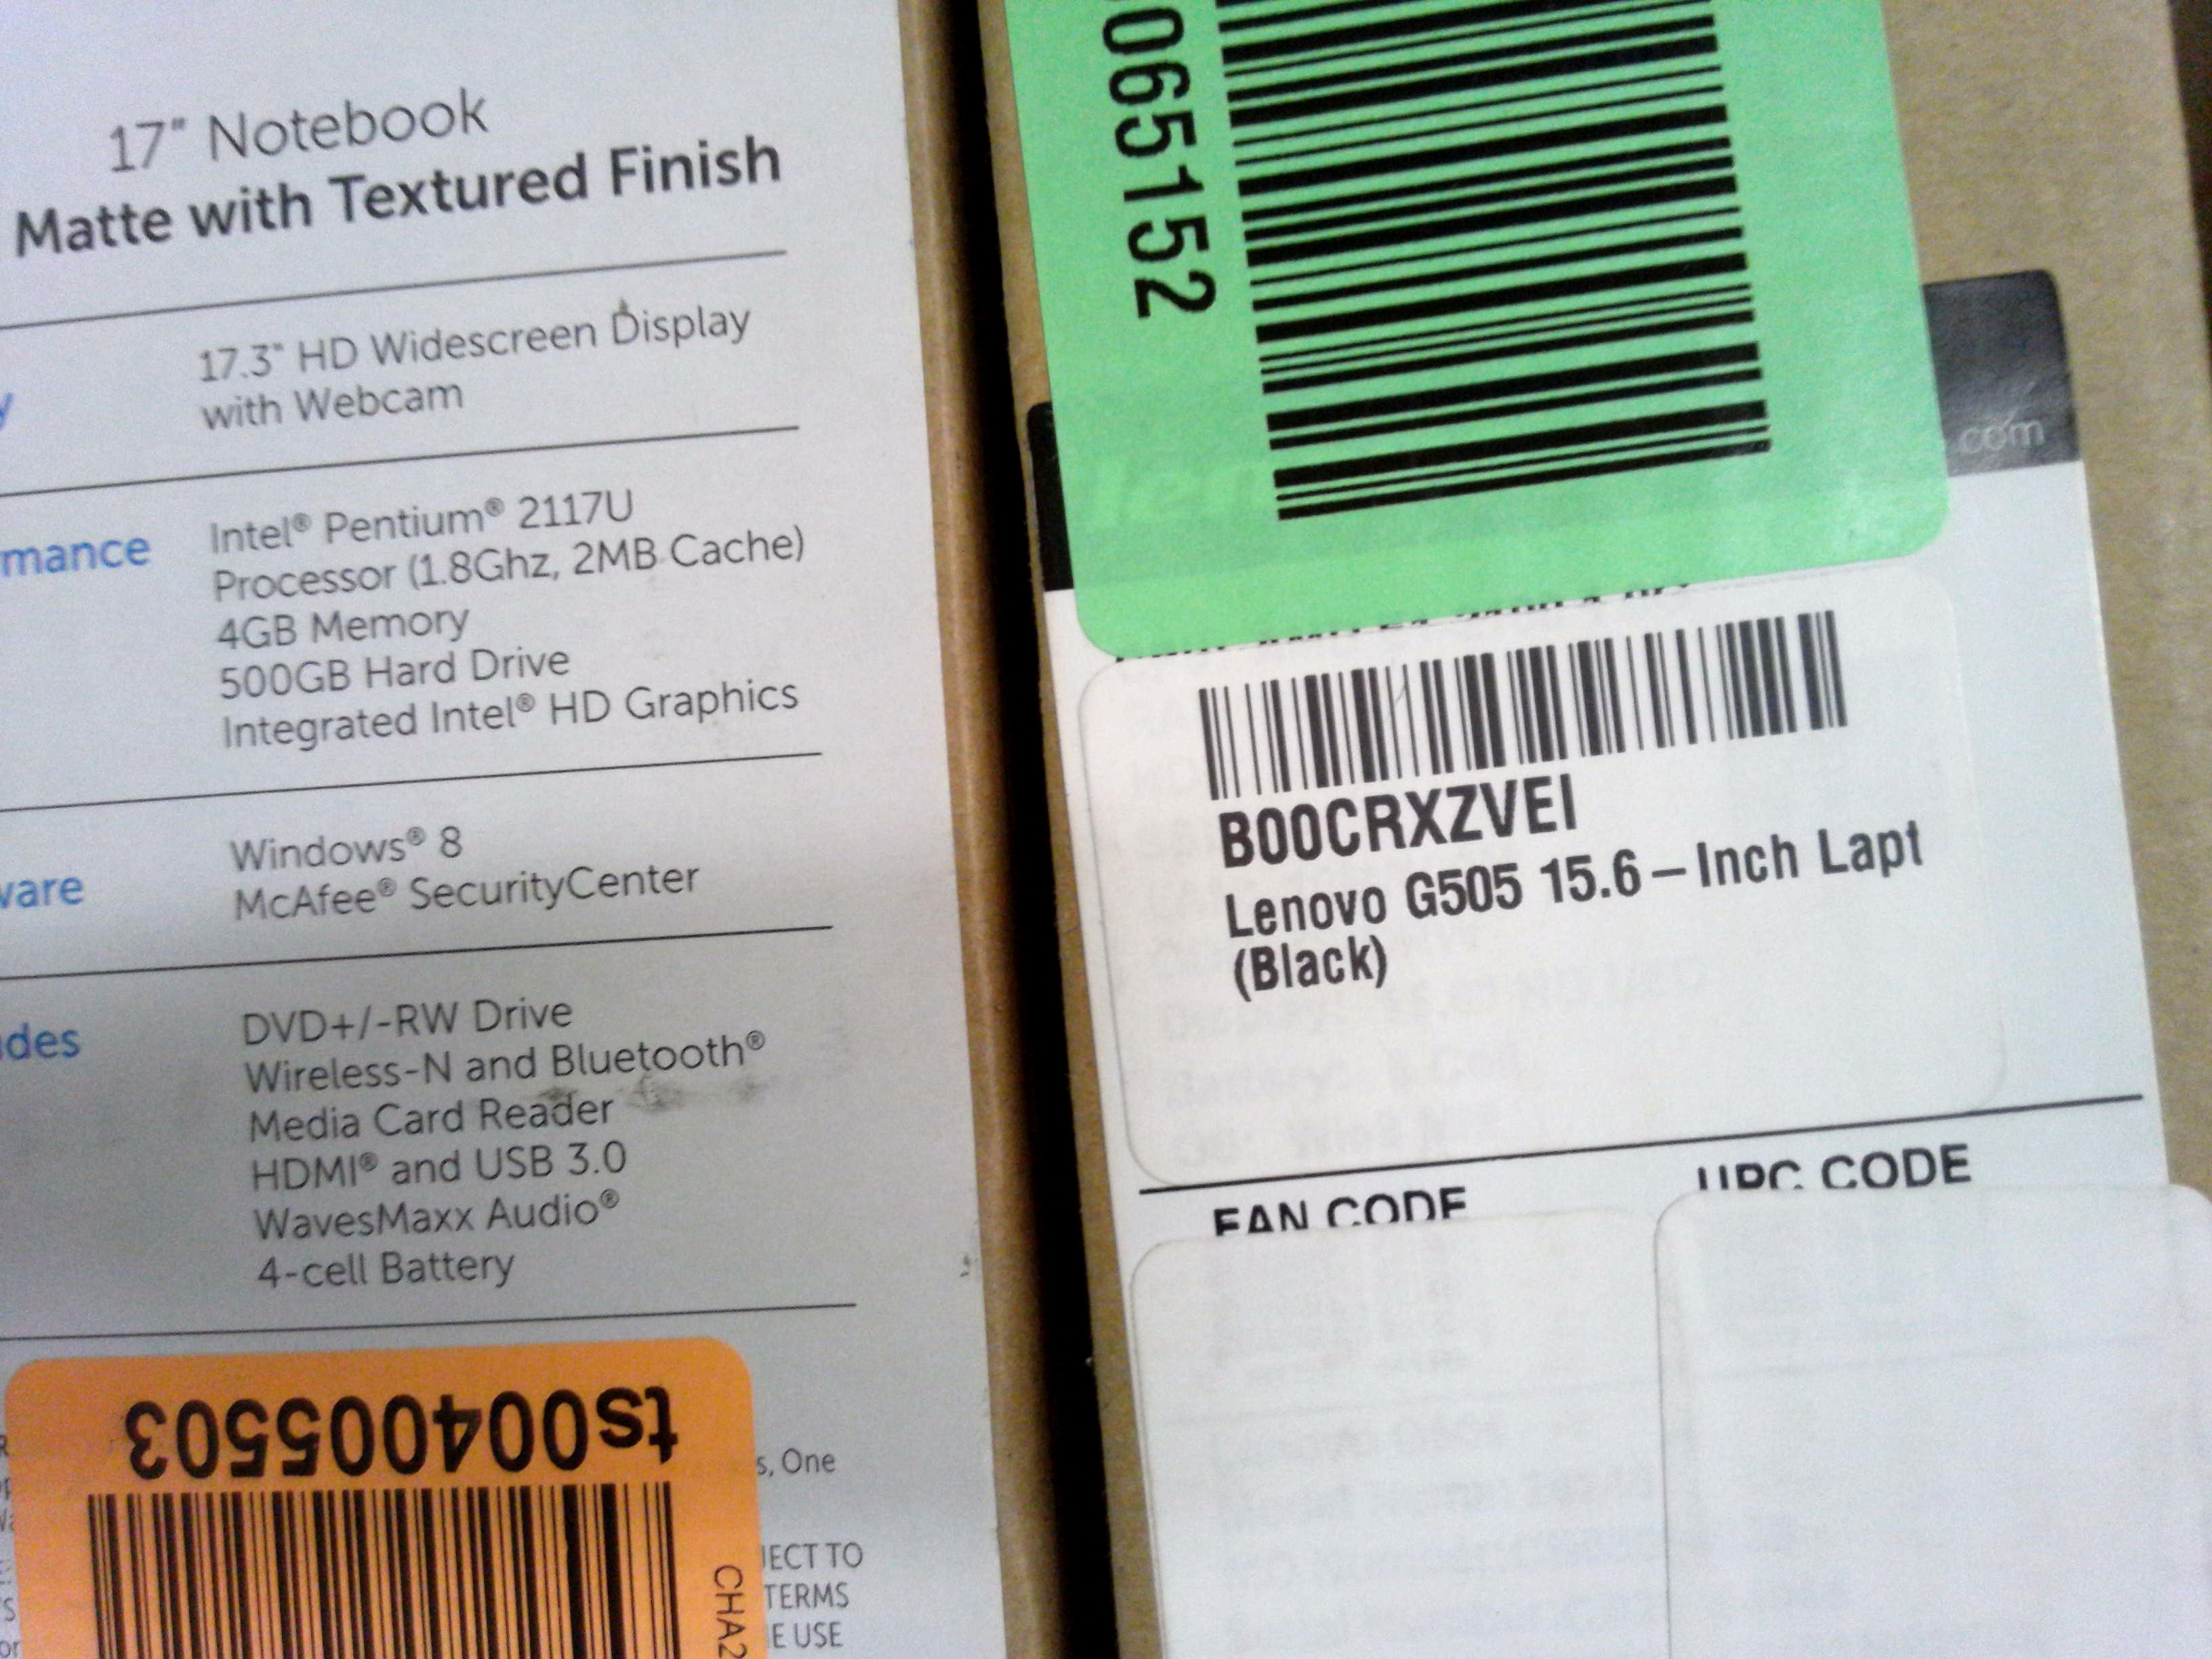 17" Notebook
Matte with Textured Finish
17.3" HD Widescreen Display
with Webcam
rmance
Intel® Pentium® 2117U
Processor (1.8Ghz, 2MB Cache)
4GB Memory
500GB Hard Drive
Integrated Intel® HD Graphics
ware
Windows® 8
McAfee® SecurityCenter
des
DVD+/-RW Drive
Wireless-N and Bluetooth®
Media Card Reader
HDMI® and USB 3.0
WavesMaxx Audio®
4-cell Battery
ts004005503
CHA2
s, One
JECT TO
TERMS
E USE
065152
.com
B00CRXZVEI
Lenovo G505 15.6-Inch Lapt
(Black)
EAN CODE
UPC CODE